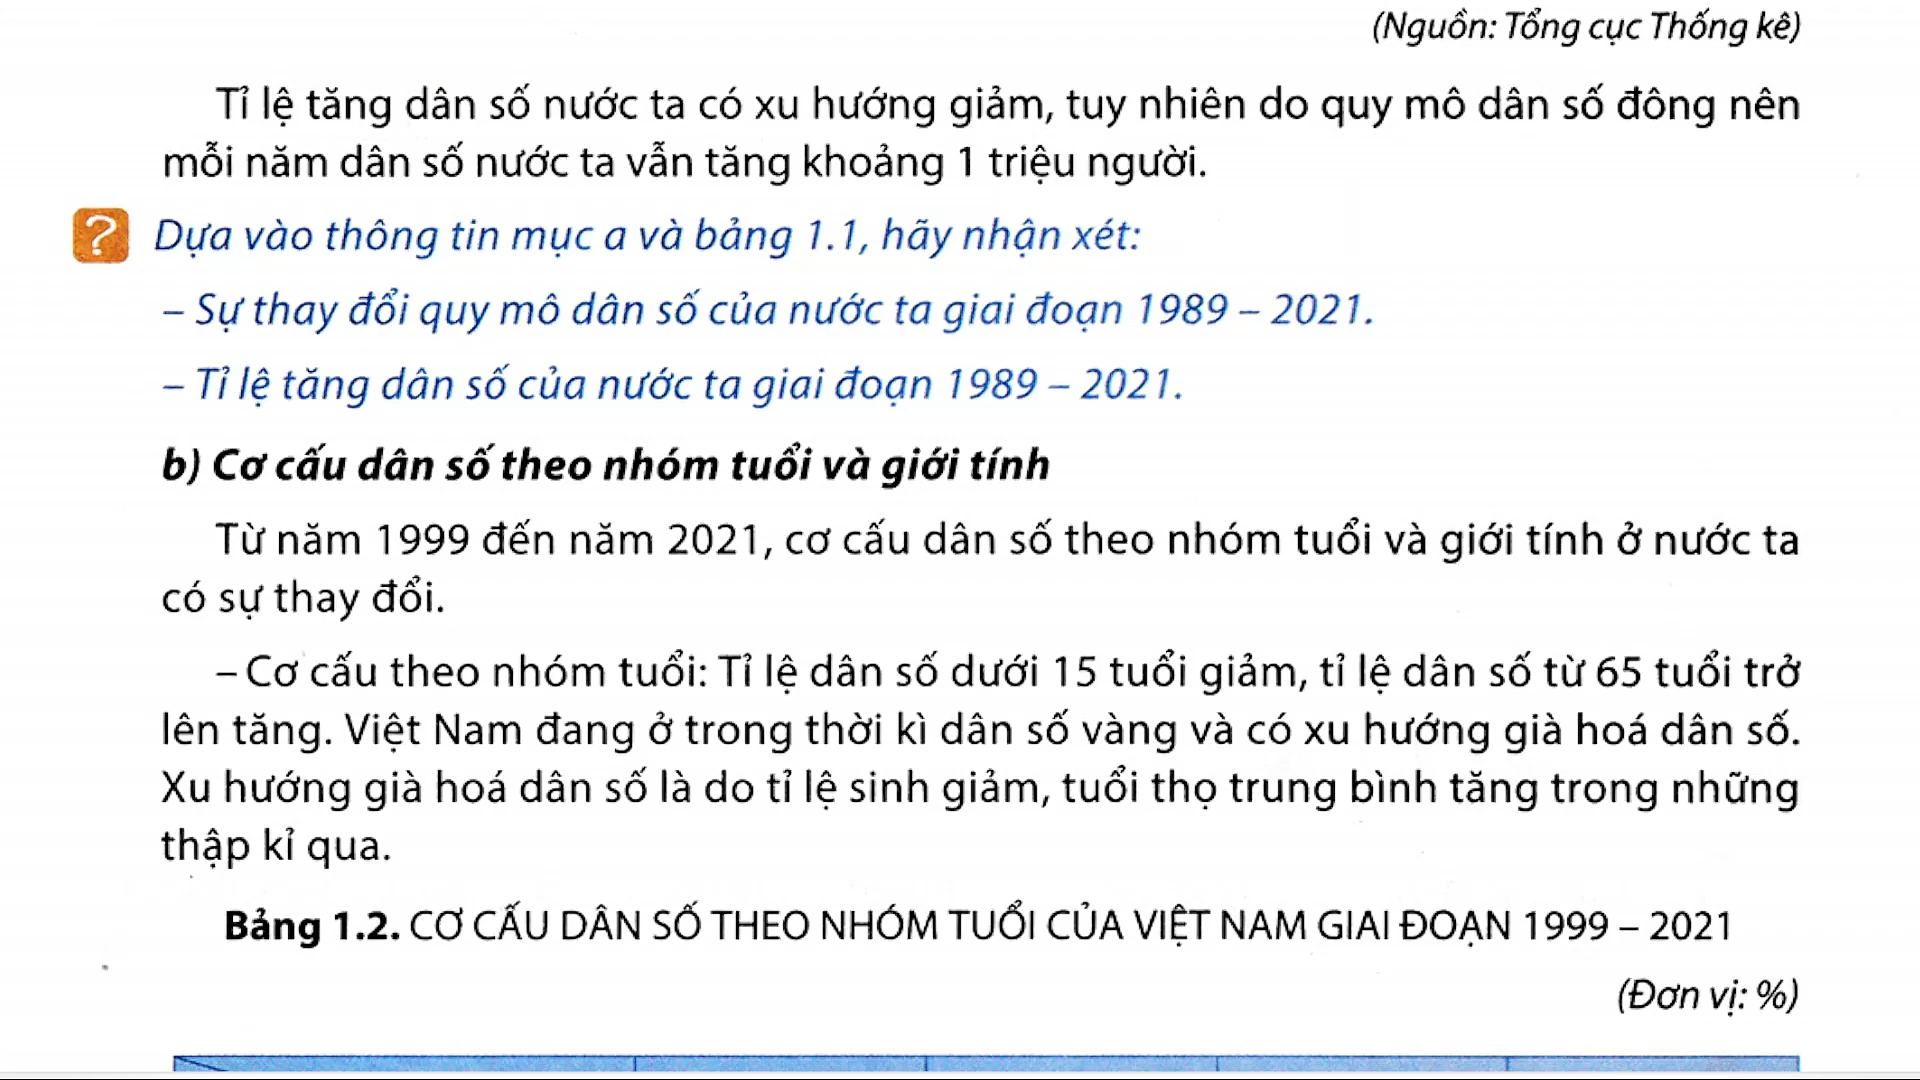 (Nguồn: Tổng cục Thống kê)
Tỉ lệ tăng dân số nước ta có xu hướng giảm, tuy nhiên do quy mô dân số đông nên
mỗi năm dân số nước ta vẫn tăng khoảng 1 triệu người.
? Dựa vào thông tin mục a và bảng 1.1, hãy nhận xét:
– Sự thay đổi quy mô dân số của nước ta giai đoạn 1989 – 2021.
– Tỉ lệ tăng dân số của nước ta giai đoạn 1989 – 2021.
b) Cơ cấu dân số theo nhóm tuổi và giới tính
Từ năm 1999 đến năm 2021, cơ cấu dân số theo nhóm tuổi và giới tính ở nước ta
có sự thay đổi.
– Cơ cấu theo nhóm tuổi: Tỉ lệ dân số dưới 15 tuổi giảm, tỉ lệ dân số từ 65 tuổi trở
lên tăng. Việt Nam đang ở trong thời kì dân số vàng và có xu hướng già hoá dân số.
Xu hướng già hoá dân số là do tỉ lệ sinh giảm, tuổi thọ trung bình tăng trong những
thập kỉ qua.
Bảng 1.2. CƠ CẤU DÂN SỐ THEO NHÓM TUỔI CỦA VIỆT NAM GIAI ĐOẠN 1999 – 2021
(Đơn vị: %)